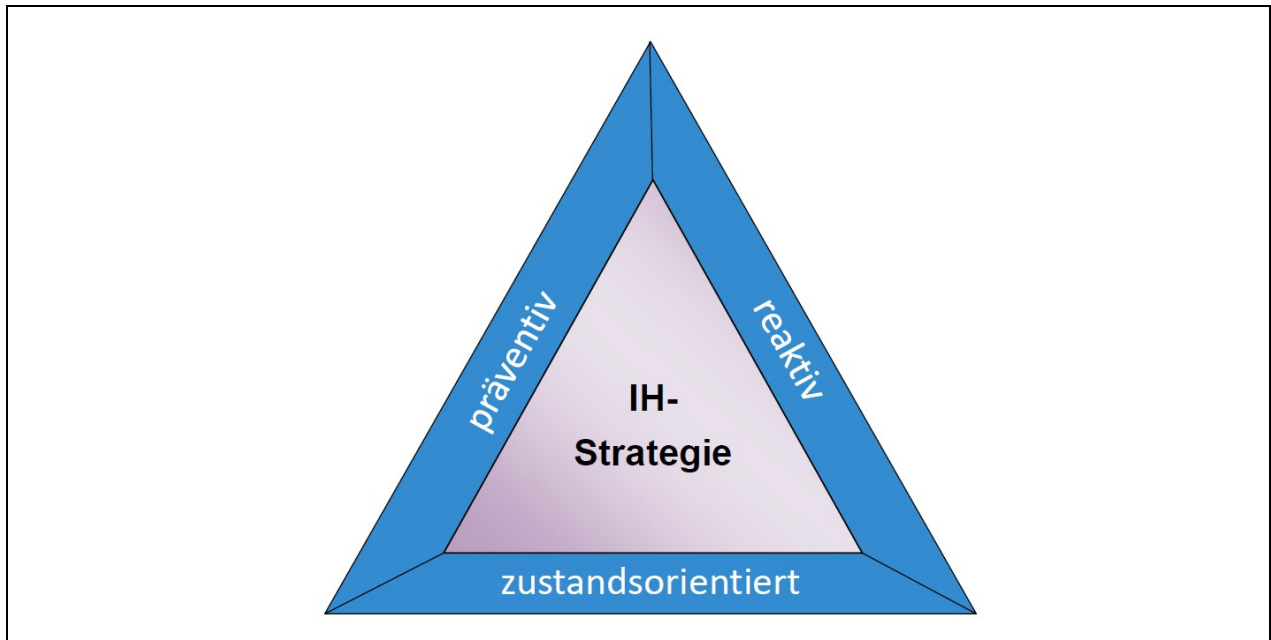 präventiv
reaktiv
IH-
Strategie
zustandsorientiert